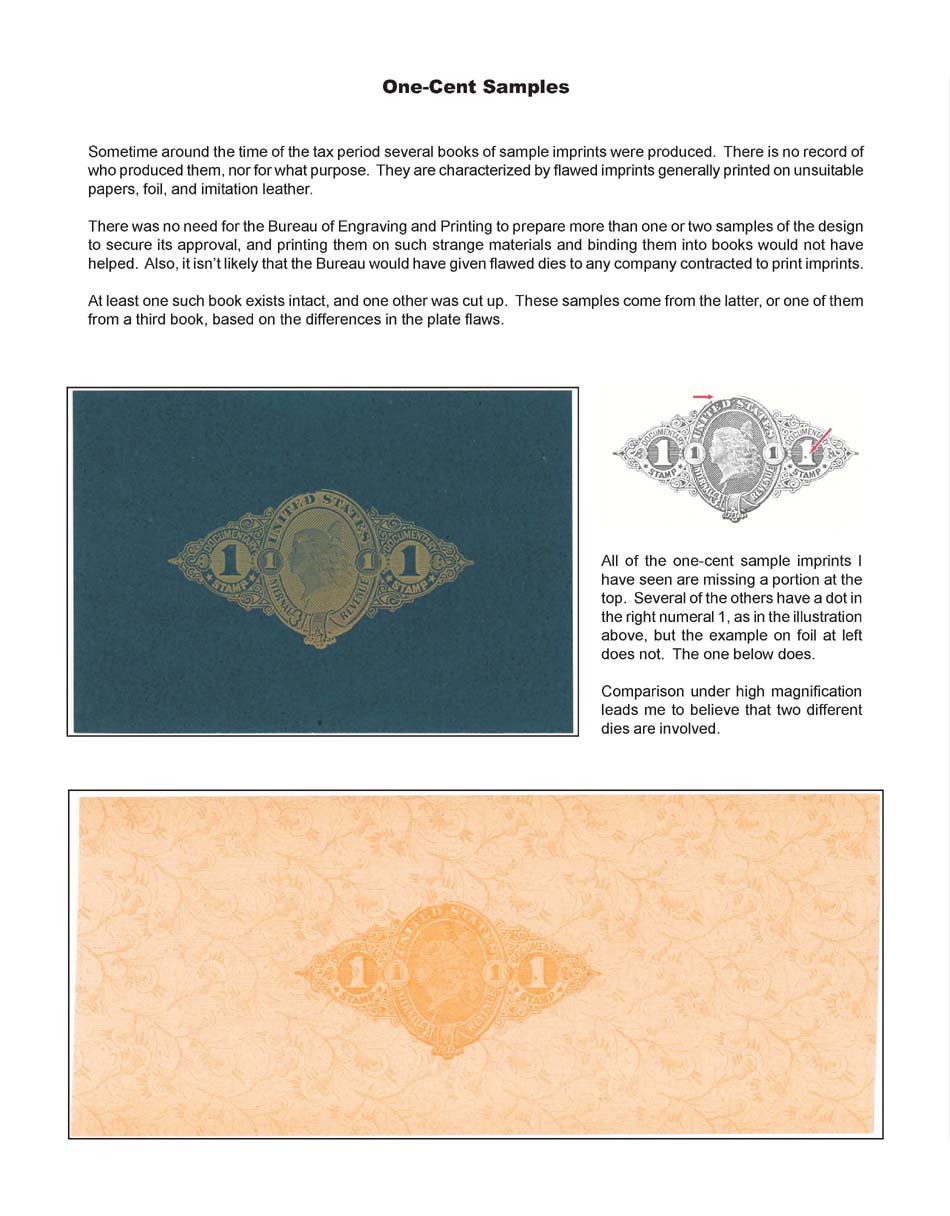 One-Cent Samples
Sometime around the time of the tax period several books of sample imprints were produced. There is no record of
who produced them, nor for what purpose. They are characterized by flawed imprints generally printed on unsuitable
papers, foil, and imitation leather.
There was no need for the Bureau of Engraving and Printing to prepare more than one or two samples of the design
to secure its approval, and printing them on such strange materials and binding them into books would not have
helped. Also, it isn't likely that the Bureau would have given flawed dies to any company contracted to print imprints.
At least one such book exists intact, and one other was cut up. These samples come from the latter, or one of them
from a third book, based on the differences in the plate flaws.
UNITED STATES
DOCUMENTARY
1
STAMP
1
INTERNAL
REVENUE
1
DOCUMENTARY
1
STAMP
UNITED STATES
DOCUMENTARY
1
STAMP
1
INTERNAL
REVENUE
1
DOCUMENTARY
1
STAMP
All of the one-cent sample imprints I
have seen are missing a portion at the
top. Several of the others have a dot in
the right numeral 1, as in the illustration
above, but the example on foil at left
does not. The one below does.
Comparison under high magnification
leads me to believe that two different
dies are involved.
UNITED STATES
DOCUMENTARY
1
STAMP
1
INTERNAL
REVENUE
1
DOCUMENTARY
1
STAMP